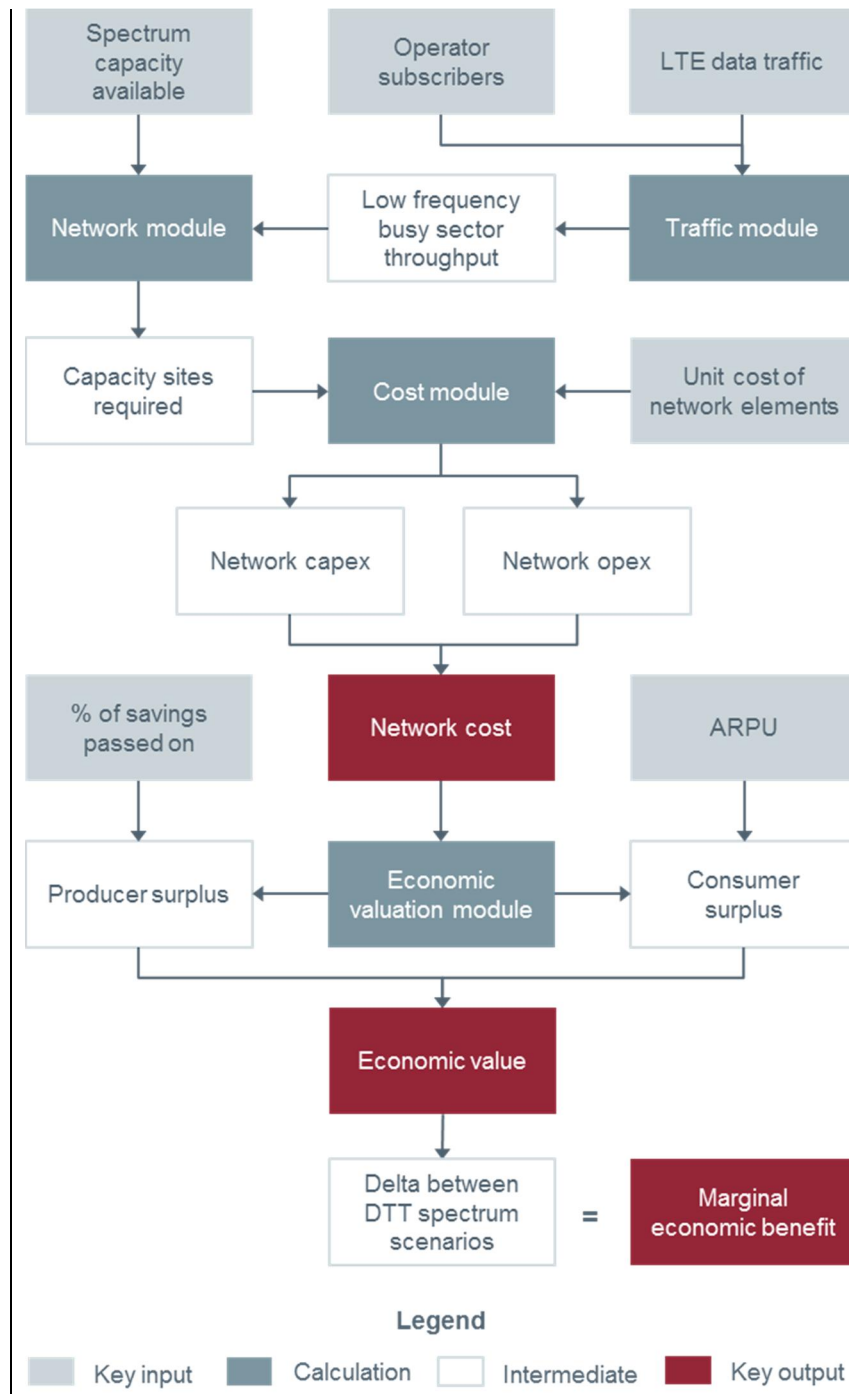 Spectrum
capacity
available
Operator
subscribers
LTE data traffic
Network module
Low frequency
busy sector
throughput
Traffic module
Capacity sites
required
Cost module
Unit cost of
network elements
Network capex
Network opex
% of savings
passed on
Network cost
ARPU
Producer surplus
Economic
valuation module
Consumer
surplus
Economic value
Delta between
DTT spectrum
scenarios
=
Marginal
economic benefit
Legend
Key input
Calculation
Intermediate
Key output